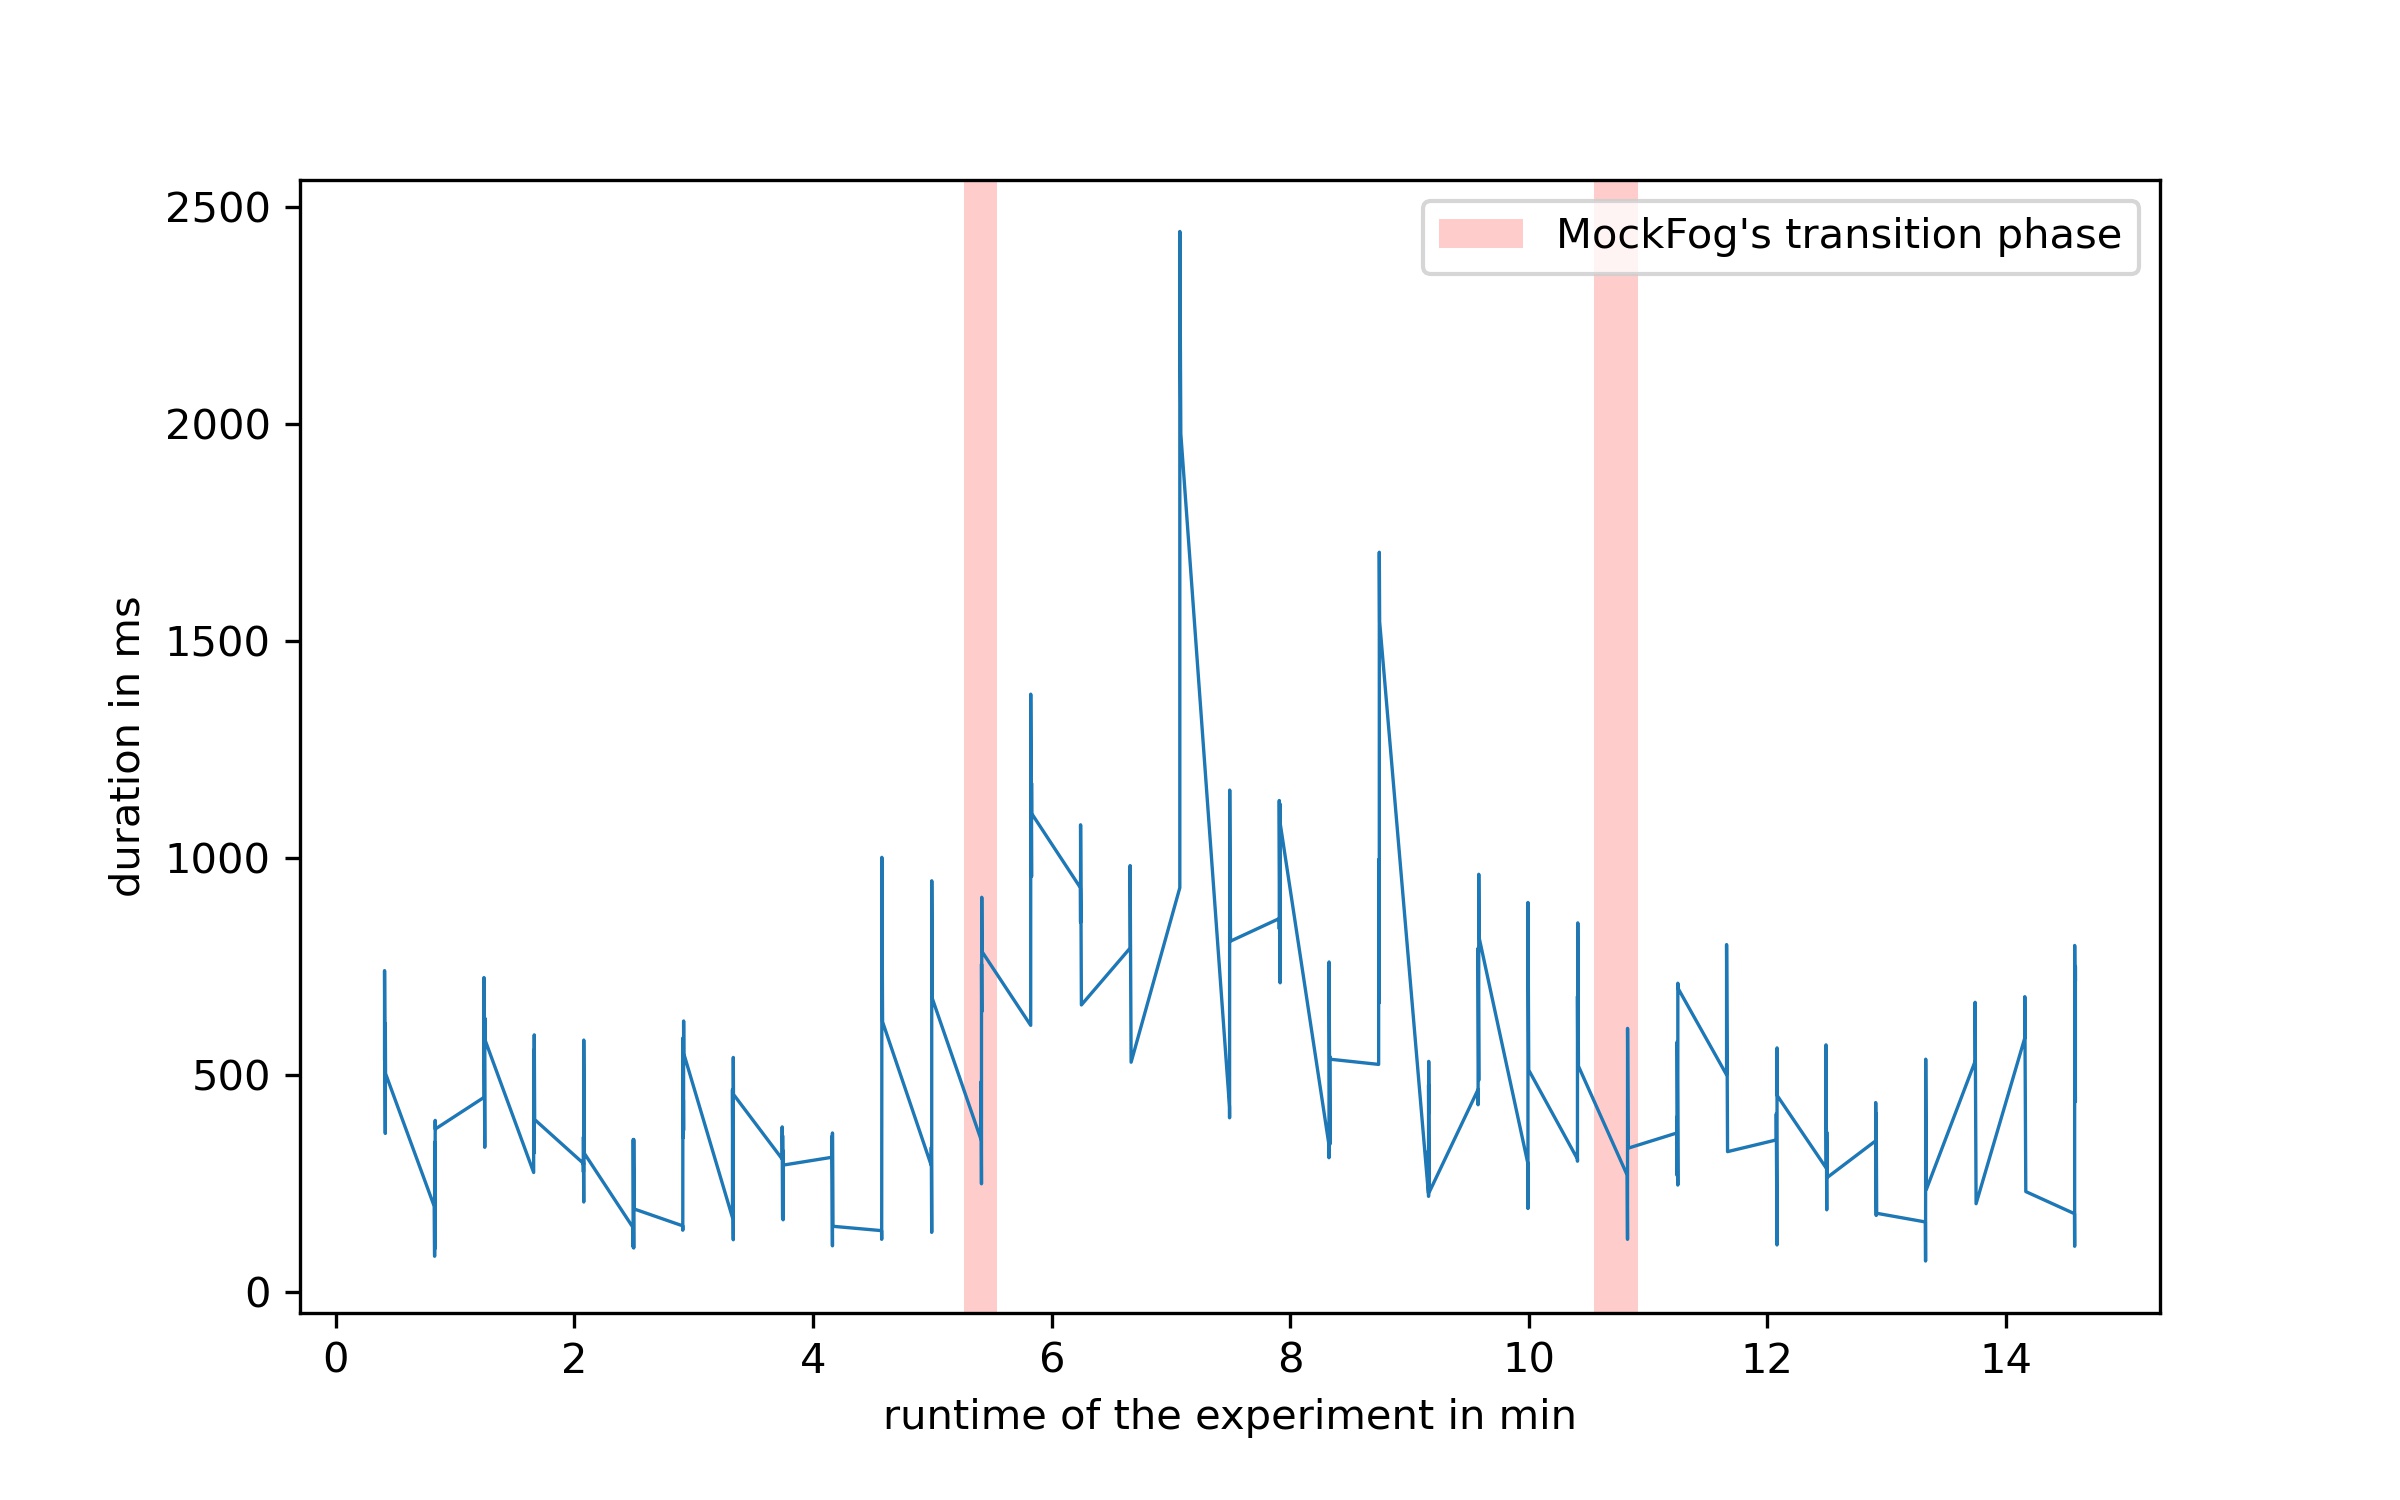 MockFog's transition phase
2500
2000
1500
1000
500
0
duration in ms
0 2 4 6 8 10 12 14
runtime of the experiment in min